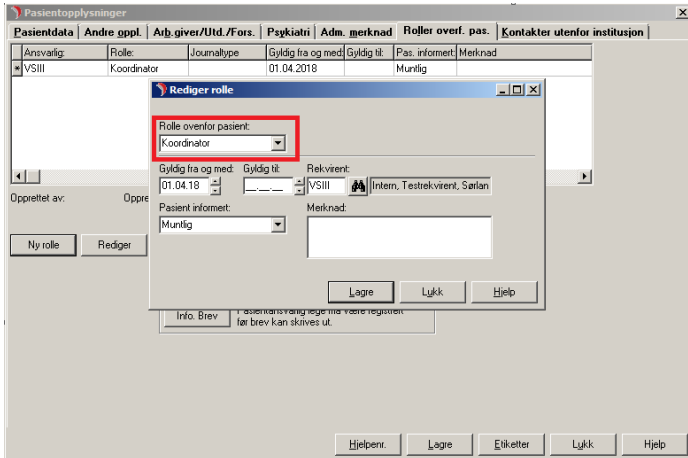 Pasientopplysninger
Pasientdata Andre oppl. Arb.giver/Utd./Fors. Psykiatri Adm. merknad Roller overf. pas. Kontakter utenfor institusjon
Ansvarlig: Rolle: Journaltype Gyldig fra og med: Gyldig til: Pas. informert: Merknad
VSIII Koordinator 01.04.2018 Muntlig
Rediger rolle
Rolle ovenfor pasient:
Koordinator
Gyldig fra og med: Gyldig til: Rekvirent:
01.04.18 __.__.__ VSIII Intern, Testrekvirent, Sørlan
Opprettet av: Oppre
Pasient informert: Merknad:
Muntlig
Ny rolle Rediger
Lagre Lukk Hjelp
Info. Brev Pasientansvarlig lege må være registrert
før brev kan skrives ut.
Hjelpenr. Lagre Etiketter Lukk Hjelp